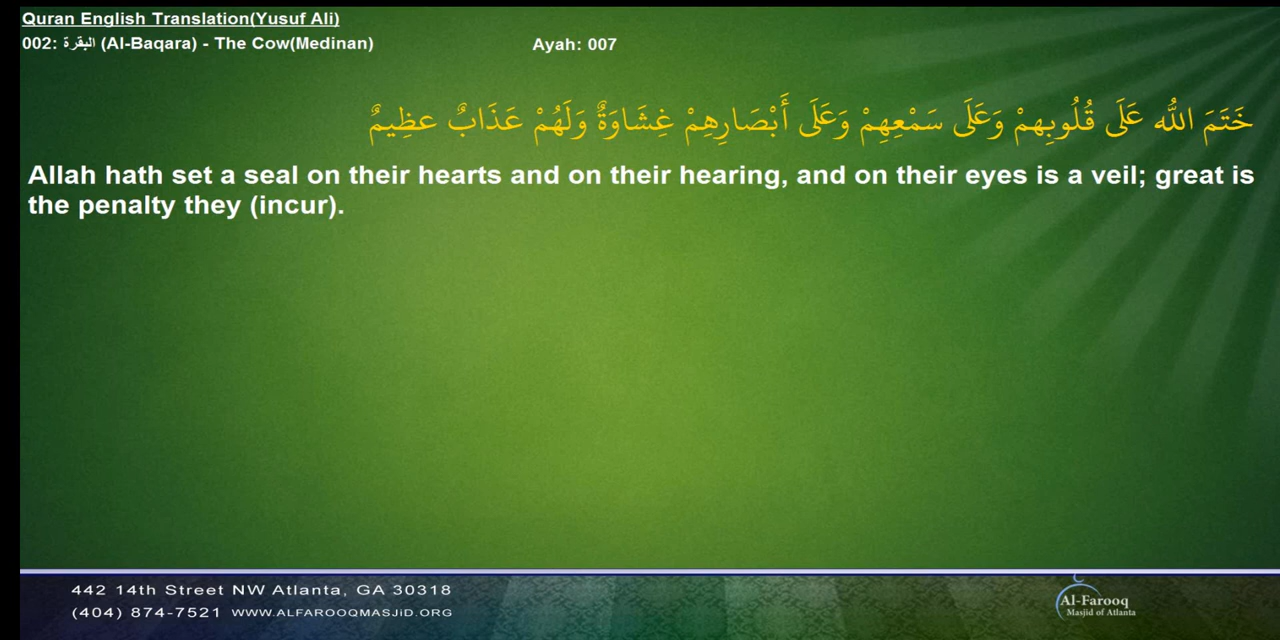 Quran English Translation(Yusuf Ali)
002: البقرة (Al-Baqara) - The Cow(Medinan)
Ayah: 007
خَتَمَ اللَّه عَلَى قُلُوبِهِمْ وَعَلَى سَمْعِهِمْ وَعَلَى أَبْصَارِهِمْ غِشَاوَةٌ وَلَهُمْ عَذَابٌ عظِيمٌ
Allah hath set a seal on their hearts and on their hearing, and on their eyes is a veil; great is
the penalty they (incur).
442 14th Street NW Atlanta, GA 30318
(404) 874-7521 WWW.ALFAROOQMASJiD.ORG
Al-Farooq
Masjid of Atlanta